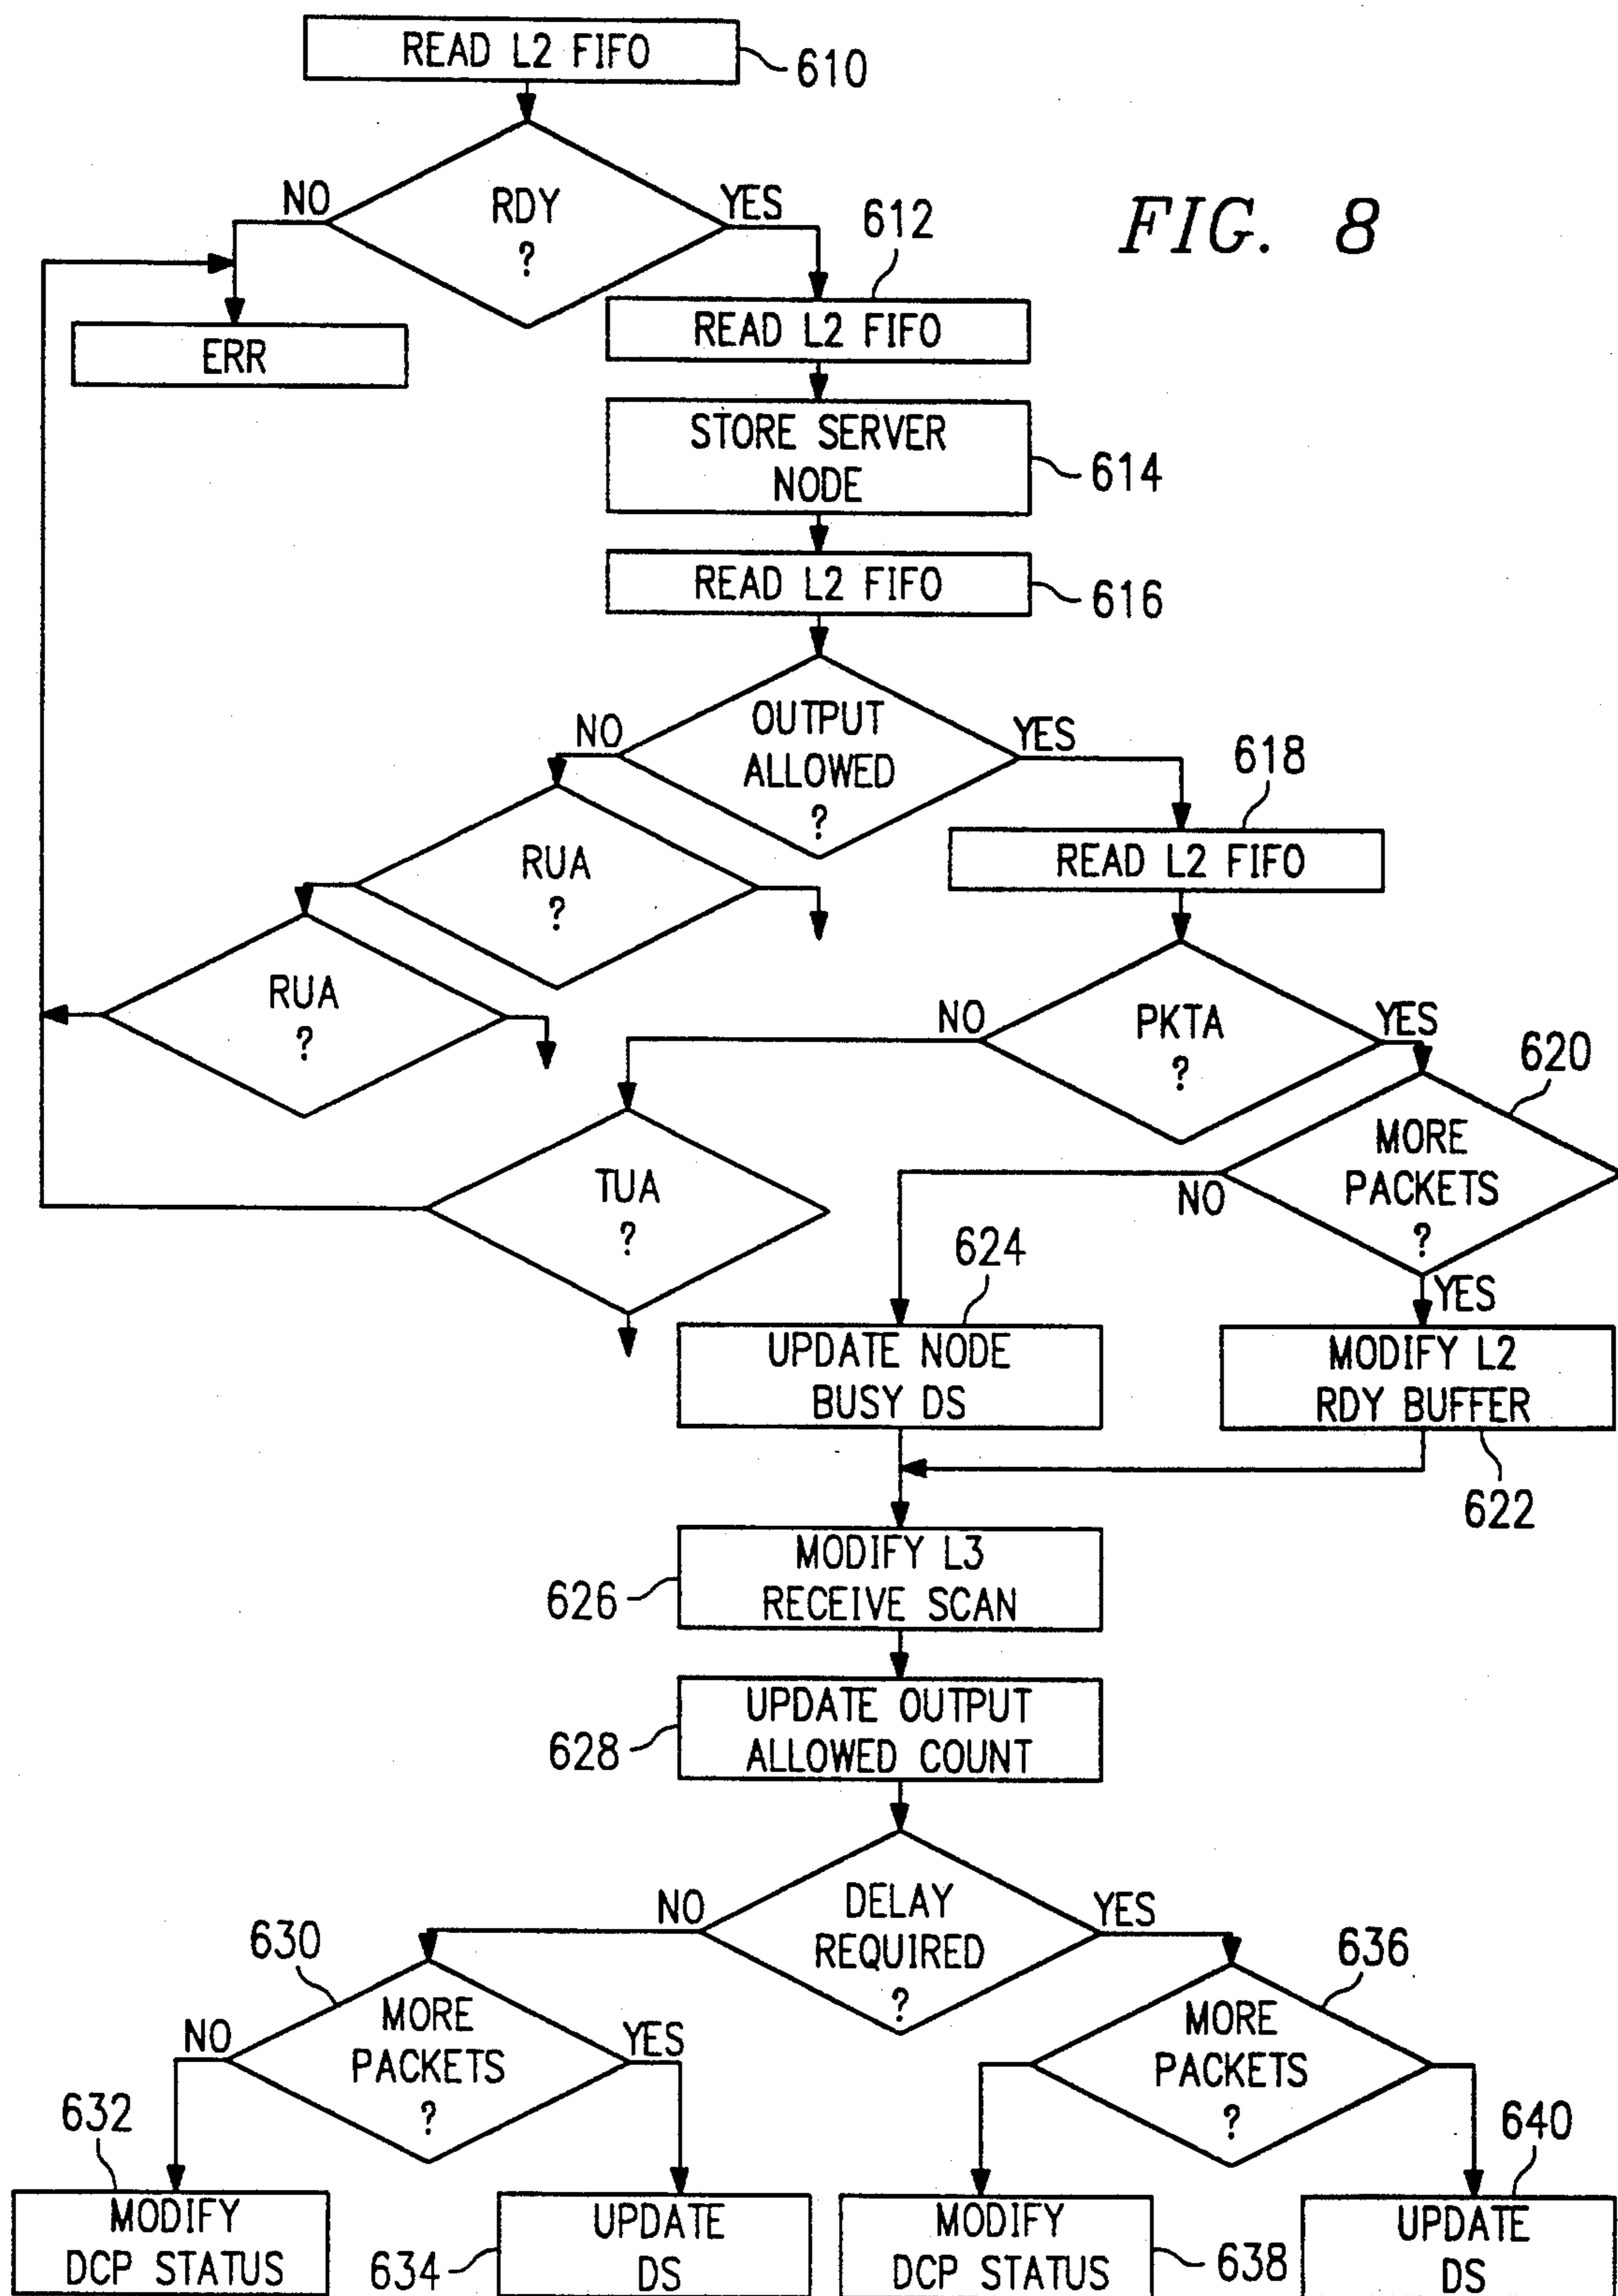 READ L2 FIFO
610
RDY
?
NO
YES
FIG. 8
612
READ L2 FIFO
ERR
STORE SERVER
NODE
614
READ L2 FIFO
616
OUTPUT
ALLOWED
?
NO
YES
618
READ L2 FIFO
RUA
?
RUA
?
PKTA
?
NO
YES
620
MORE
PACKETS
?
NO
YES
TUA
?
624
UPDATE NODE
BUSY DS
MODIFY L2
RDY BUFFER
622
MODIFY L3
RECEIVE SCAN
626
UPDATE OUTPUT
ALLOWED COUNT
628
DELAY
REQUIRED
?
NO
YES
630
MORE
PACKETS
?
NO
YES
636
MORE
PACKETS
?
632
MODIFY
DCP STATUS
634
UPDATE
DS
MODIFY
DCP STATUS
638
640
UPDATE
DS